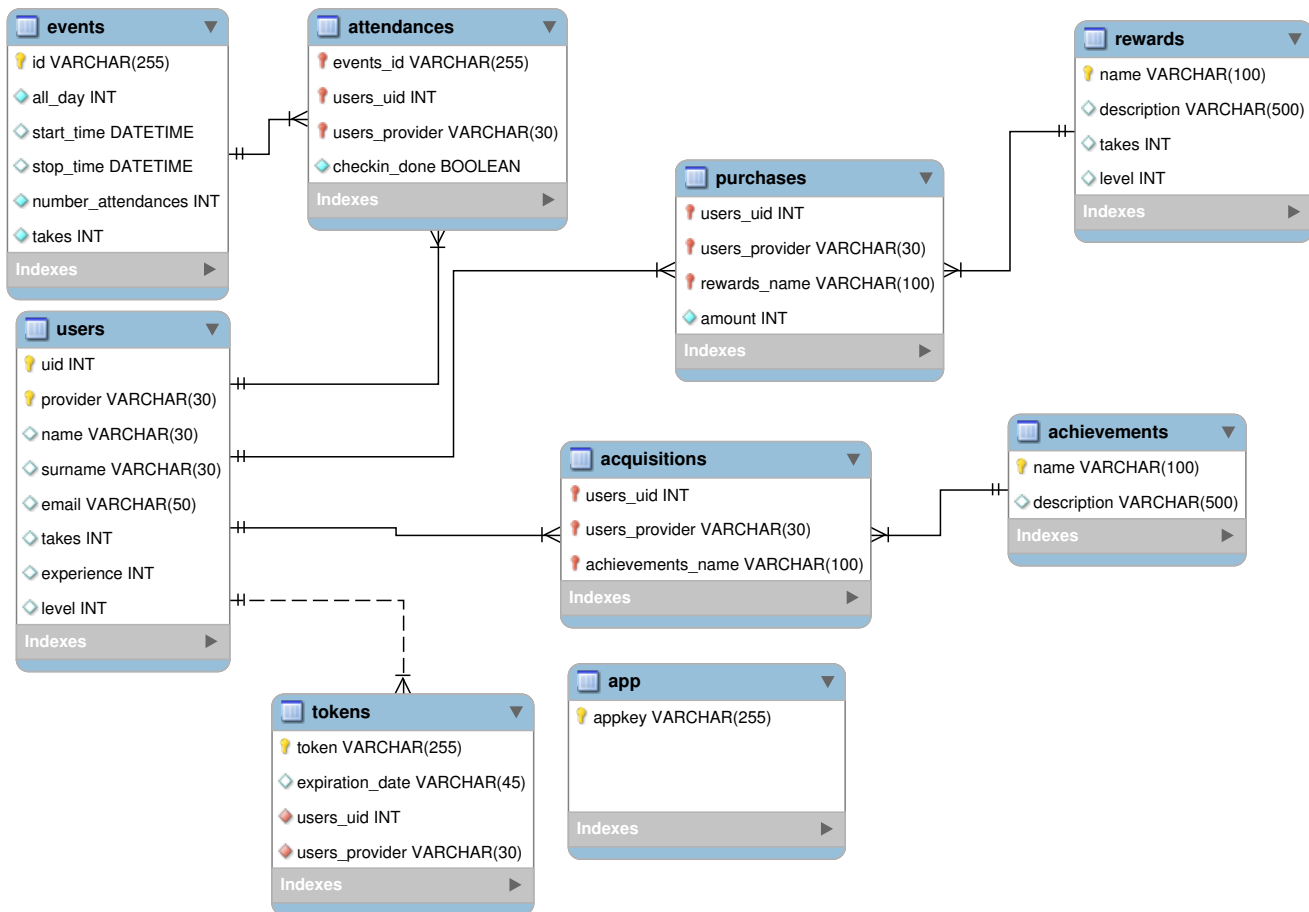 events
id VARCHAR(255)
all_day INT
start_time DATETIME
stop_time DATETIME
number_attendances INT
takes INT
Indexes
attendances
events_id VARCHAR(255)
users_uid INT
users_provider VARCHAR(30)
checkin_done BOOLEAN
Indexes
rewards
name VARCHAR(100)
description VARCHAR(500)
takes INT
level INT
Indexes
purchases
users_uid INT
users_provider VARCHAR(30)
rewards_name VARCHAR(100)
amount INT
Indexes
users
uid INT
provider VARCHAR(30)
name VARCHAR(30)
surname VARCHAR(30)
email VARCHAR(50)
takes INT
experience INT
level INT
Indexes
acquisitions
users_uid INT
users_provider VARCHAR(30)
achievements_name VARCHAR(100)
Indexes
achievements
name VARCHAR(100)
description VARCHAR(500)
Indexes
tokens
token VARCHAR(255)
expiration_date VARCHAR(45)
users_uid INT
users_provider VARCHAR(30)
Indexes
app
appkey VARCHAR(255)
Indexes